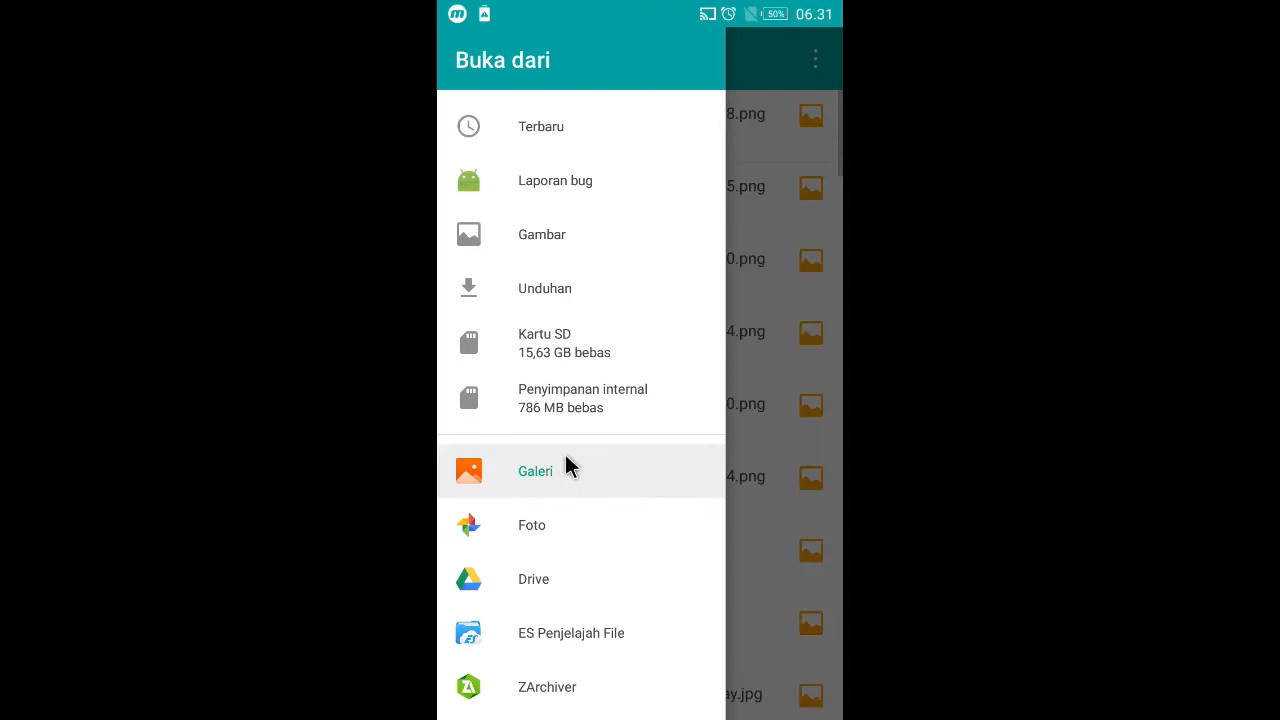 50% 06.31
Buka dari
Terbaru
Laporan bug
Gambar
Unduhan
Kartu SD
15,63 GB bebas
Penyimpanan internal
786 MB bebas
Galeri
Foto
Drive
ES Penjelajah File
ZArchiver
8.png
5.png
0.png
4.png
0.png
4.png
ay.jpg